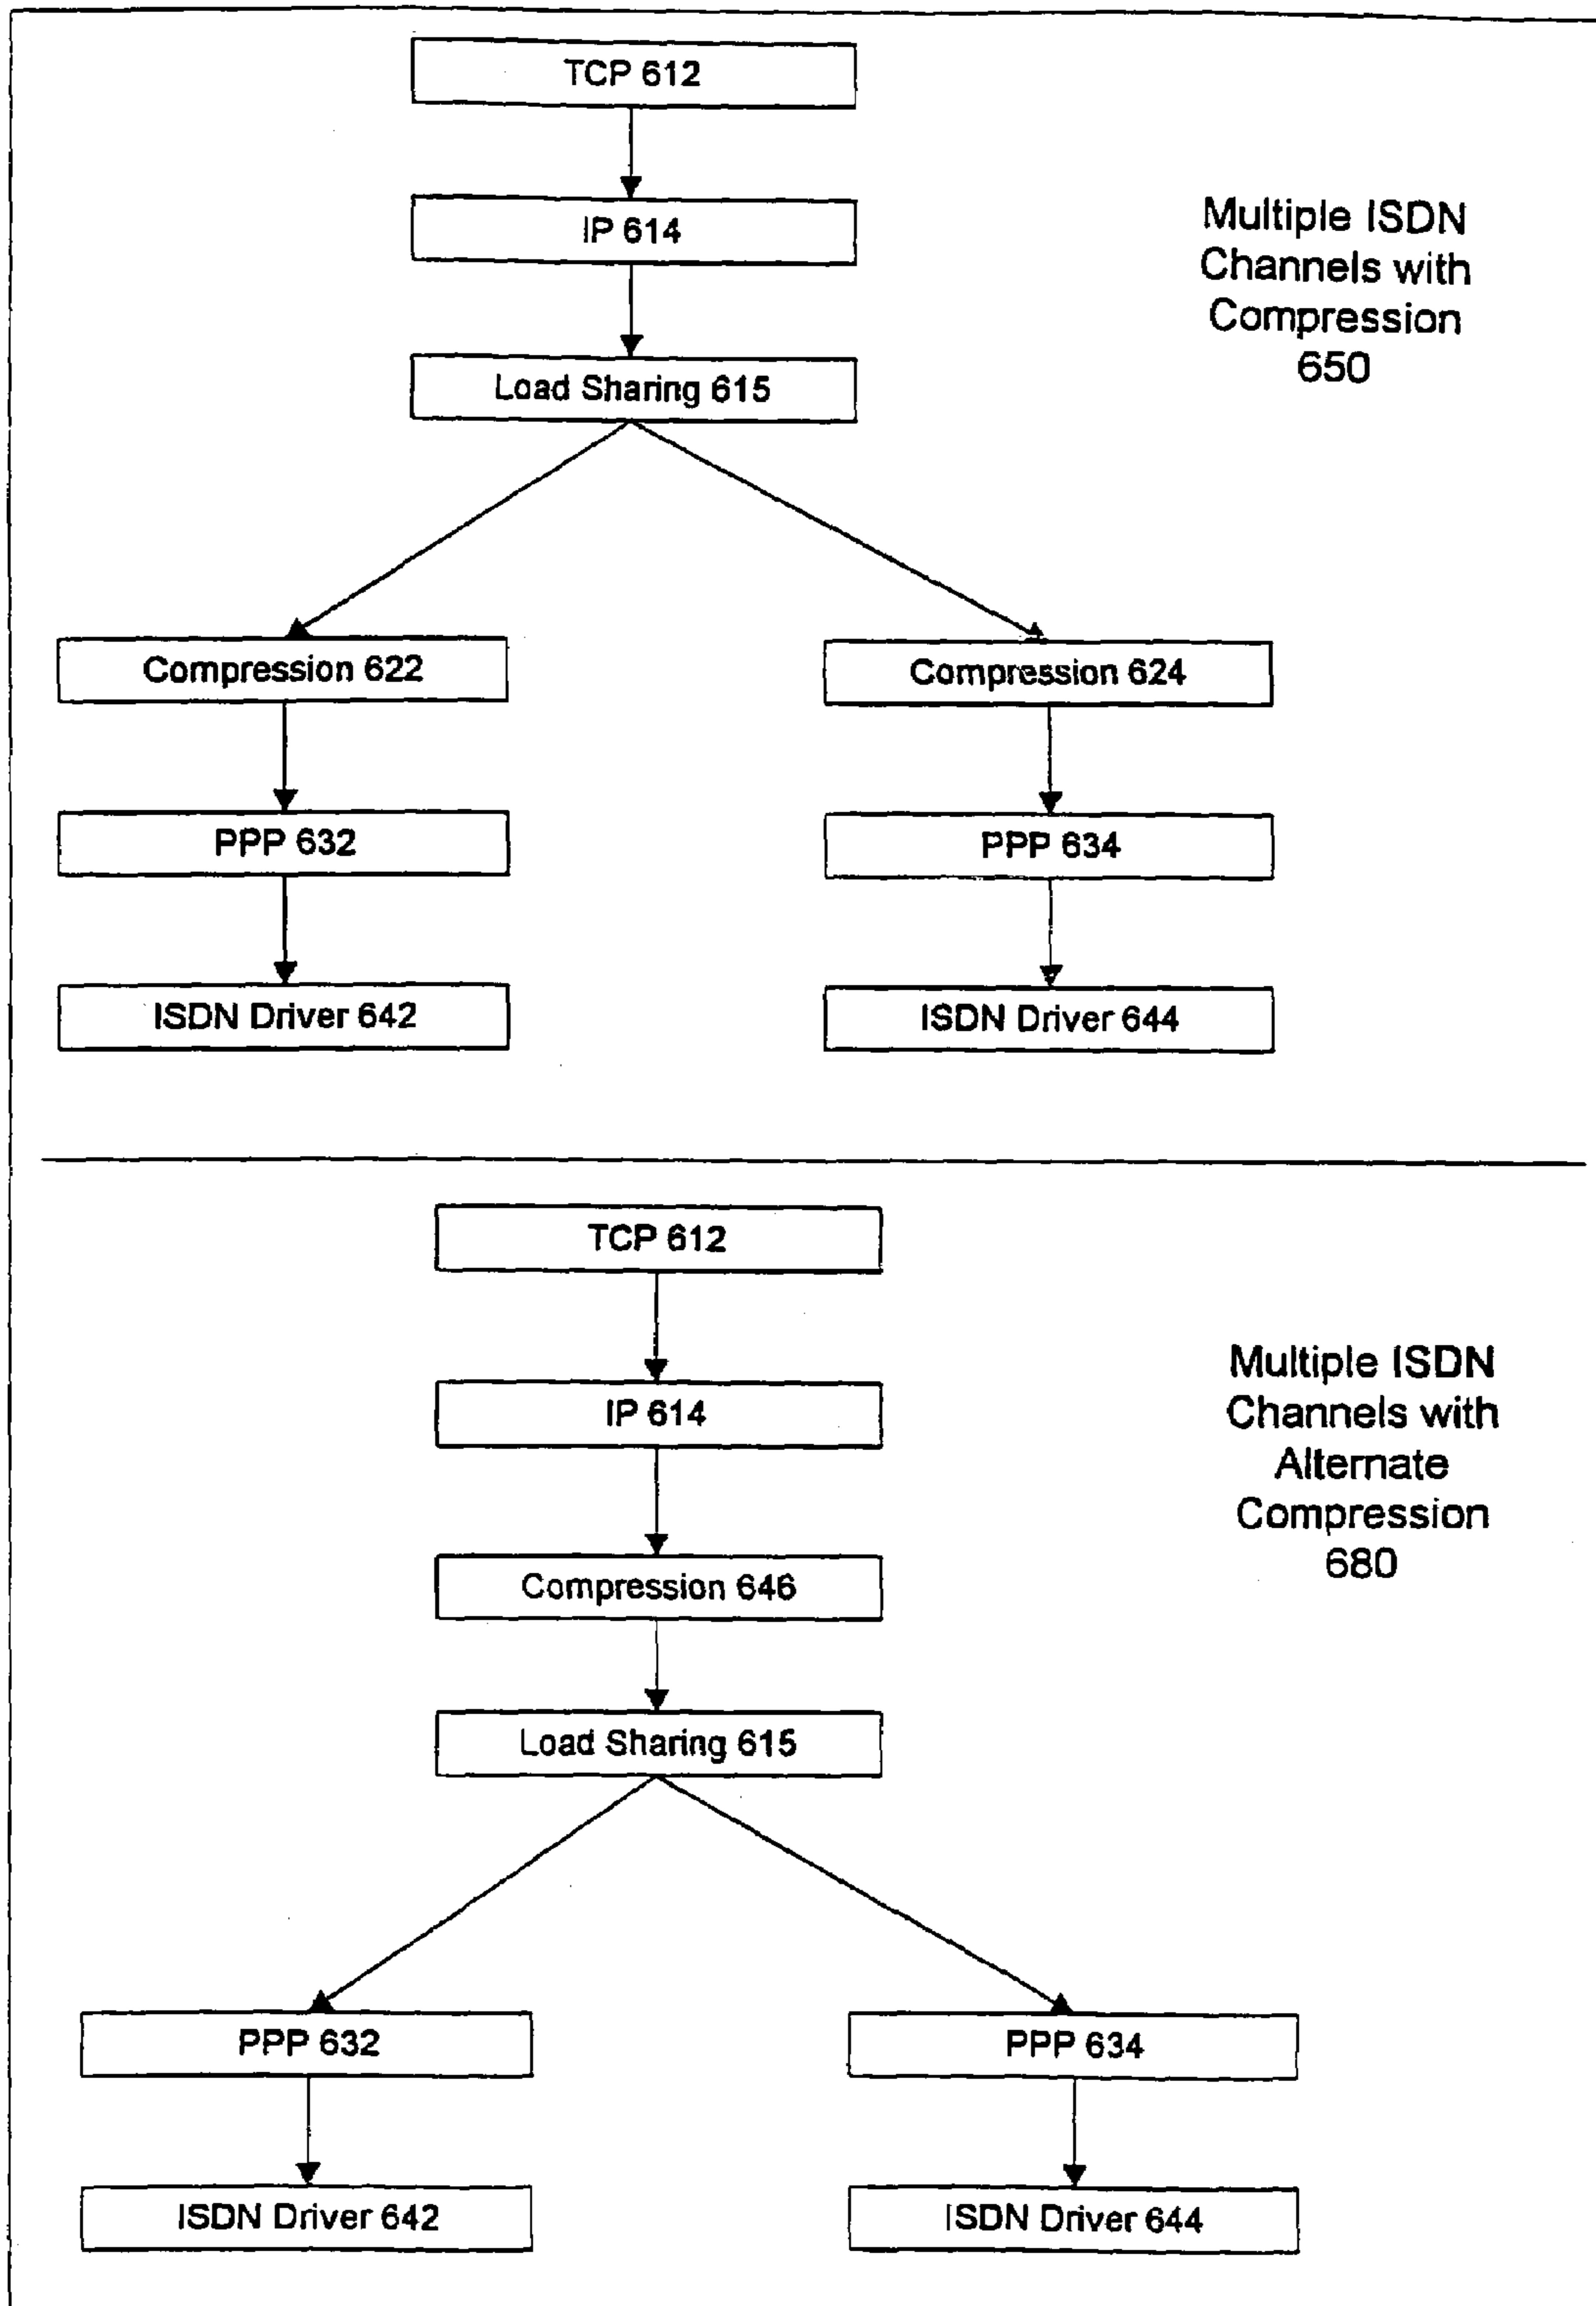 TCP 612
IP 614
Multiple ISDN
Channels with
Compression
650
Load Sharing 615
Compression 622
Compression 624
PPP 632
PPP 634
ISDN Driver 642
ISDN Driver 644
TCP 612
IP 614
Multiple ISDN
Channels with
Alternate
Compression
680
Compression 646
Load Sharing 615
PPP 632
PPP 634
ISDN Driver 642
ISDN Driver 644